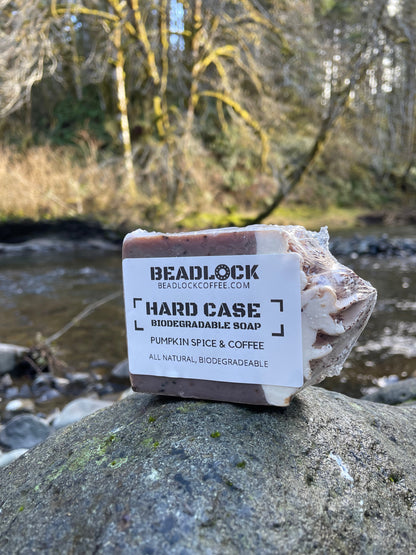 BEADLOCK
BEADLOCKCOFFEE.COM
HARD CASE
BIODEGRADABLE SOAP
PUMPKIN SPICE & COFFEE
ALL NATURAL, BIODEGRADEABLE